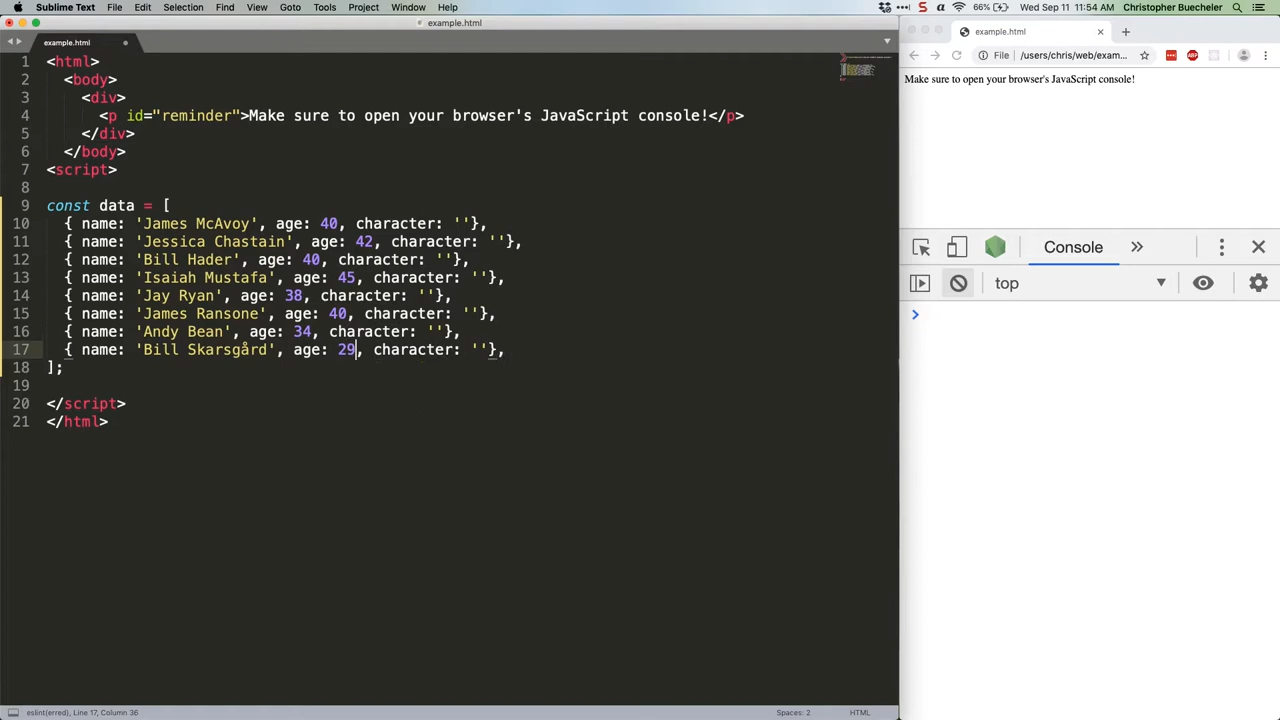 Sublime Text File Edit Selection Find View Goto Tools Project Window Help 66% Wed Sep 11 11:54 AM Christopher Buecheler
example.html
example.html
1 <html>
2   <body>
3     <div>
4       <p id="reminder">Make sure to open your browser's JavaScript console!</p>
5     </div>
6   </body>
7 <script>
8
9 const data = [
10   { name: 'James McAvoy', age: 40, character: ''},
11   { name: 'Jessica Chastain', age: 42, character: ''},
12   { name: 'Bill Hader', age: 40, character: ''},
13   { name: 'Isaiah Mustafa', age: 45, character: ''},
14   { name: 'Jay Ryan', age: 38, character: ''},
15   { name: 'James Ransone', age: 40, character: ''},
16   { name: 'Andy Bean', age: 34, character: ''},
17   { name: 'Bill Skarsgård', age: 29, character: ''},
18 ];
19
20 </script>
21 </html>
eslint(erred), Line 17, Column 36
Spaces: 2 HTML
example.html
File /users/chris/web/exam... ABP
Make sure to open your browser's JavaScript console!
Console »
top
>